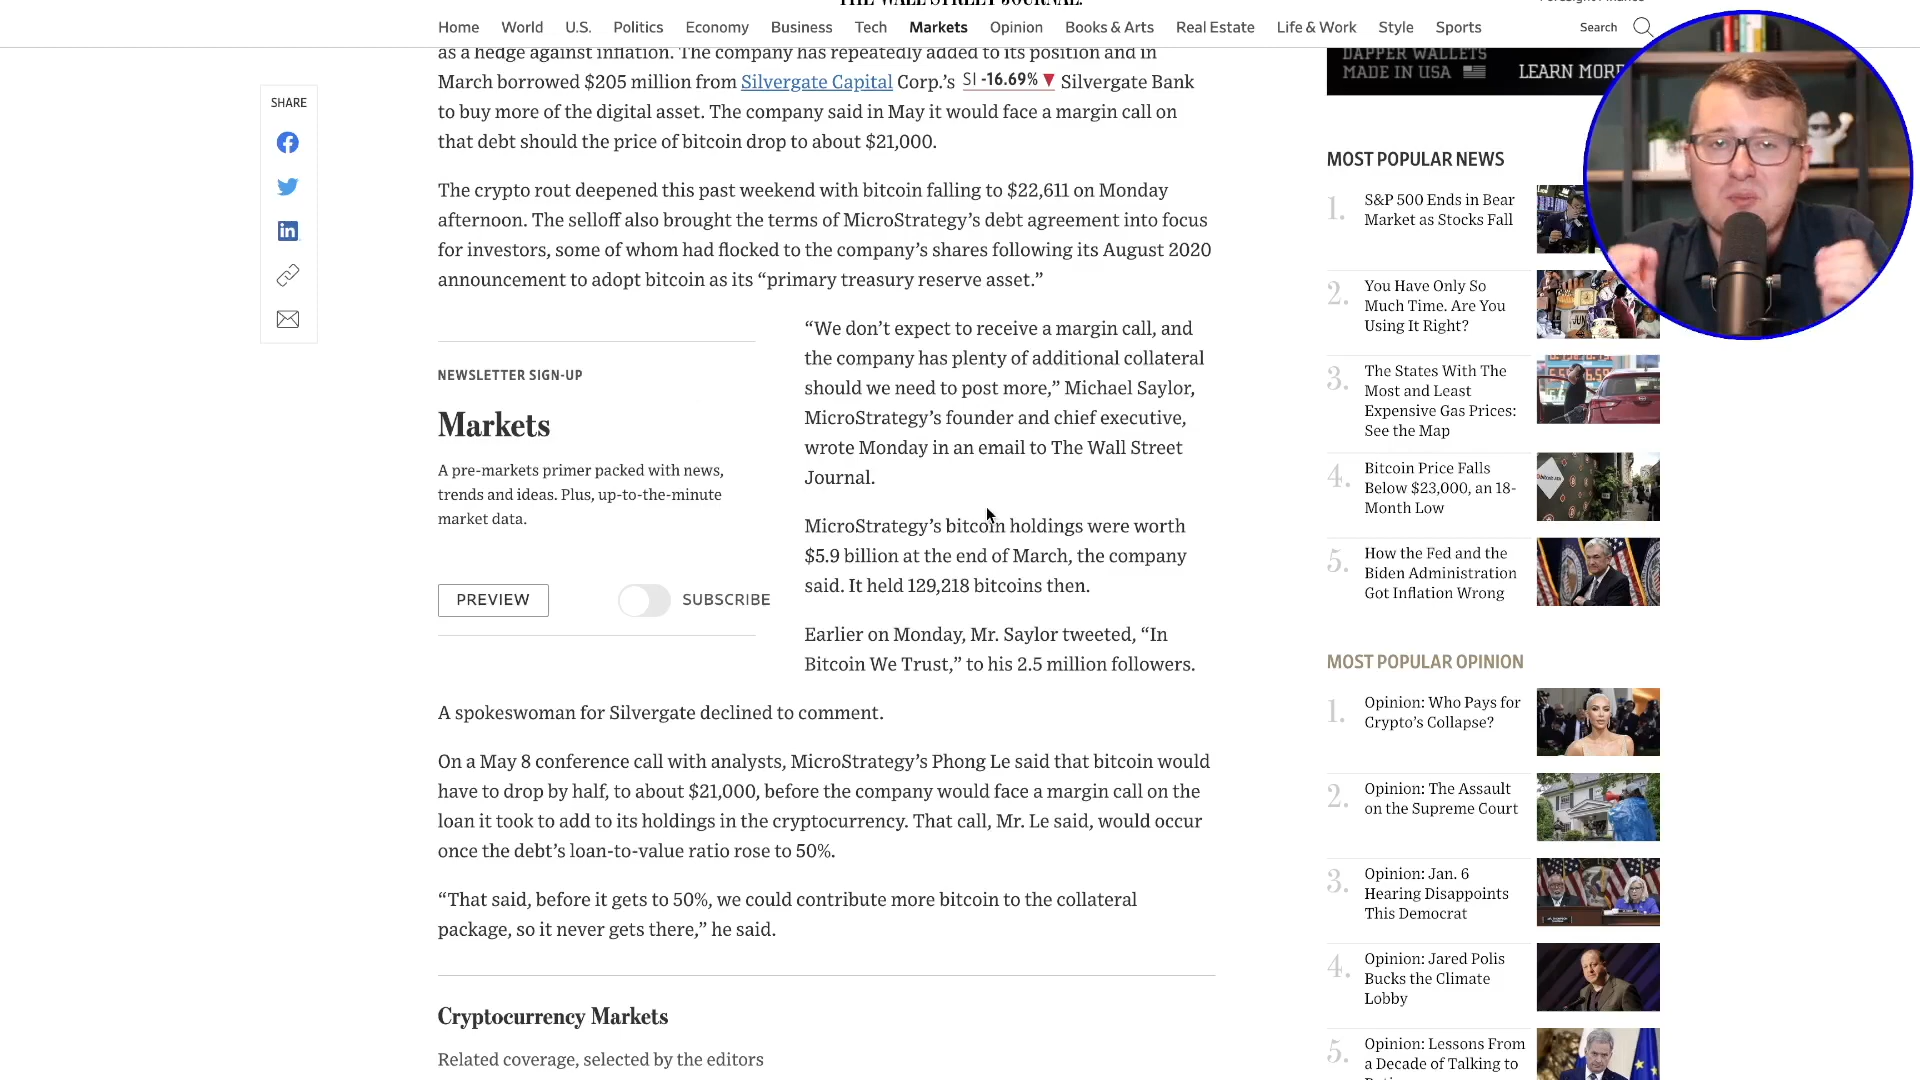 THE WALL STREET JOURNAL.
Home World U.S. Politics Economy Business Tech Markets Opinion Books & Arts Real Estate Life & Work Style Sports
Search
SHARE
as a hedge against inflation. The company has repeatedly added to its position and in
March borrowed $205 million from Silvergate Capital Corp.’s SI -16.69% ▼ Silvergate Bank
to buy more of the digital asset. The company said in May it would face a margin call on
that debt should the price of bitcoin drop to about $21,000.
The crypto rout deepened this past weekend with bitcoin falling to $22,611 on Monday
afternoon. The selloff also brought the terms of MicroStrategy’s debt agreement into focus
for investors, some of whom had flocked to the company’s shares following its August 2020
announcement to adopt bitcoin as its “primary treasury reserve asset.”
NEWSLETTER SIGN-UP
Markets
A pre-markets primer packed with news,
trends and ideas. Plus, up-to-the-minute
market data.
PREVIEW
SUBSCRIBE
“We don’t expect to receive a margin call, and
the company has plenty of additional collateral
should we need to post more,” Michael Saylor,
MicroStrategy’s founder and chief executive,
wrote Monday in an email to The Wall Street
Journal.
MicroStrategy’s bitcoin holdings were worth
$5.9 billion at the end of March, the company
said. It held 129,218 bitcoins then.
Earlier on Monday, Mr. Saylor tweeted, “In
Bitcoin We Trust,” to his 2.5 million followers.
A spokeswoman for Silvergate declined to comment.
On a May 8 conference call with analysts, MicroStrategy’s Phong Le said that bitcoin would
have to drop by half, to about $21,000, before the company would face a margin call on the
loan it took to add to its holdings in the cryptocurrency. That call, Mr. Le said, would occur
once the debt’s loan-to-value ratio rose to 50%.
“That said, before it gets to 50%, we could contribute more bitcoin to the collateral
package, so it never gets there,” he said.
Cryptocurrency Markets
Related coverage, selected by the editors
DAPPER WALLETS
MADE IN USA
LEARN MORE
MOST POPULAR NEWS
1. S&P 500 Ends in Bear
Market as Stocks Fall
2. You Have Only So
Much Time. Are You
Using It Right?
3. The States With The
Most and Least
Expensive Gas Prices:
See the Map
4. Bitcoin Price Falls
Below $23,000, an 18-
Month Low
5. How the Fed and the
Biden Administration
Got Inflation Wrong
MOST POPULAR OPINION
1. Opinion: Who Pays for
Crypto’s Collapse?
2. Opinion: The Assault
on the Supreme Court
3. Opinion: Jan. 6
Hearing Disappoints
This Democrat
4. Opinion: Jared Polis
Bucks the Climate
Lobby
5. Opinion: Lessons From
a Decade of Talking to